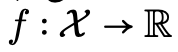 f : 𝒳 → ℝ